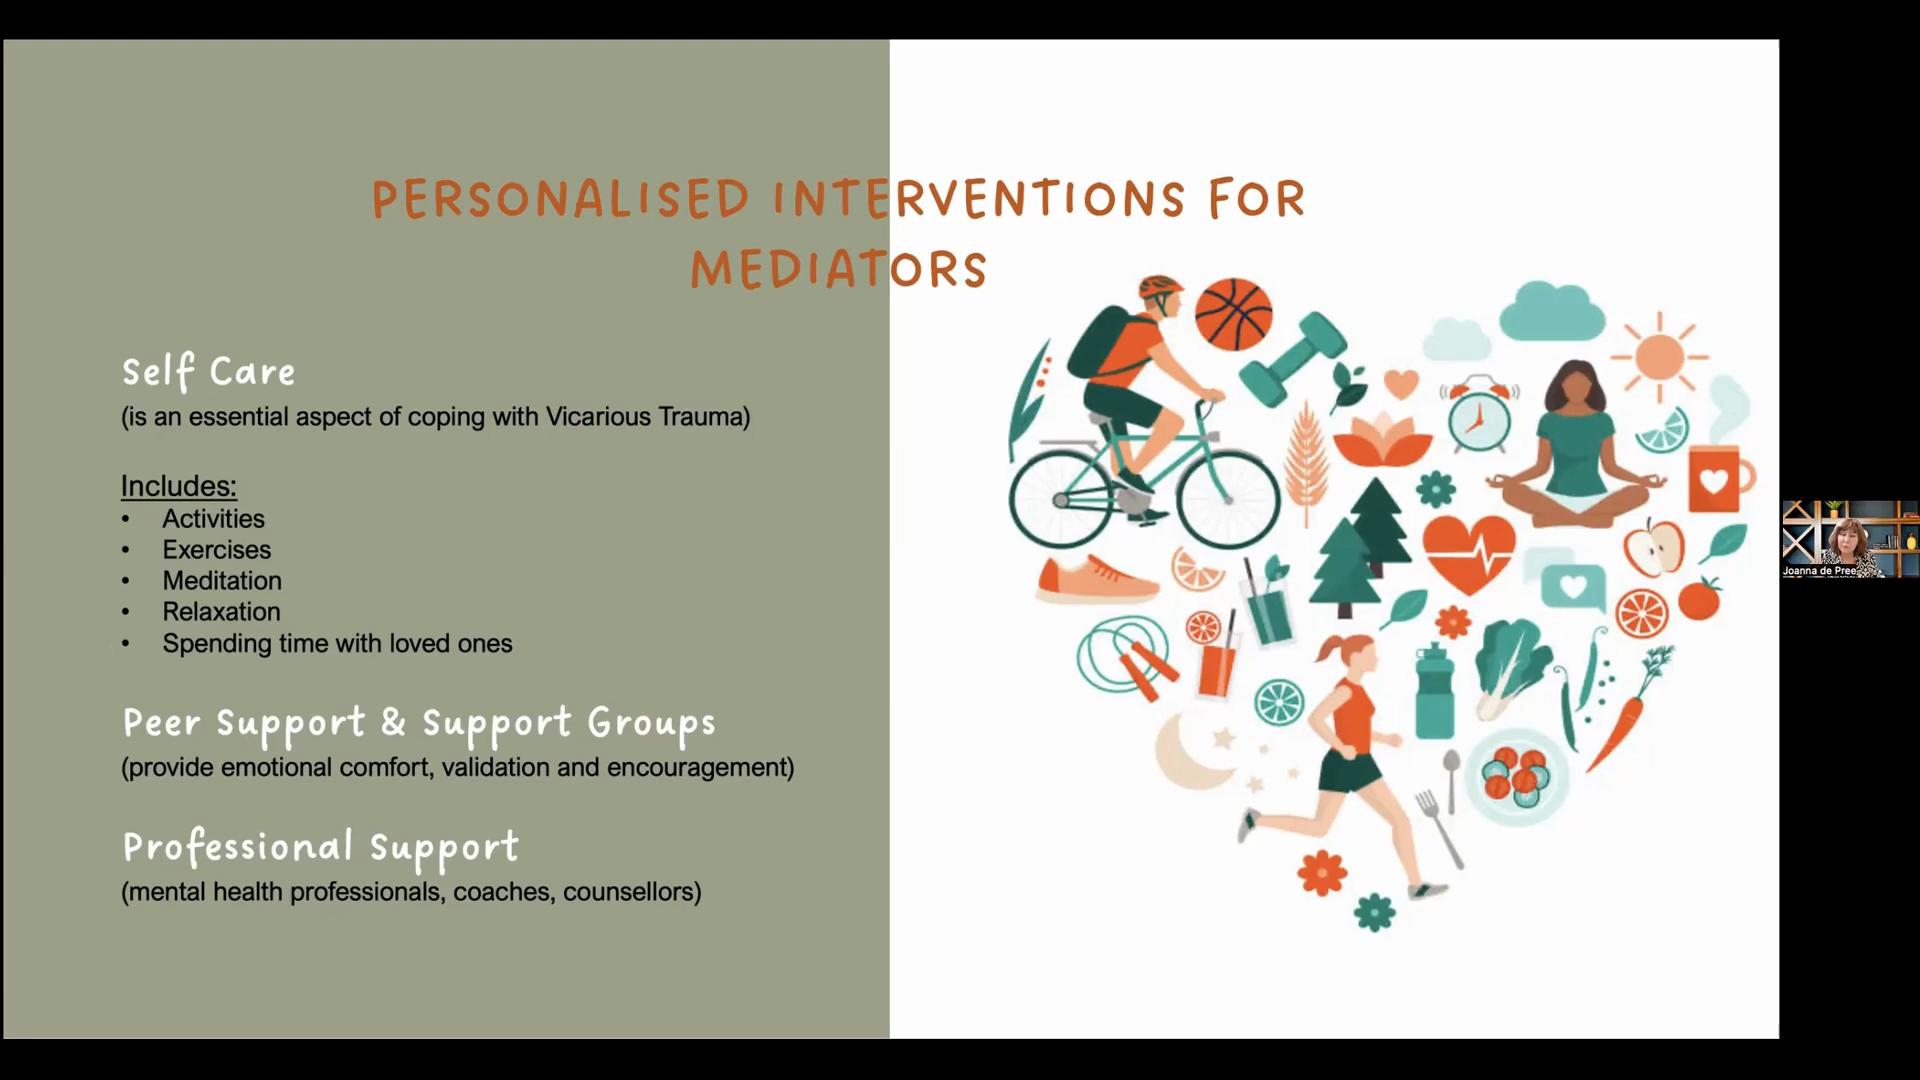 PERSONALISED INTERVENTIONS FOR
MEDIATORS
Self Care
(is an essential aspect of coping with Vicarious Trauma)
Includes:
• Activities
• Exercises
• Meditation
• Relaxation
• Spending time with loved ones
Peer Support & Support Groups
(provide emotional comfort, validation and encouragement)
Professional Support
(mental health professionals, coaches, counsellors)
Joanna de Pree